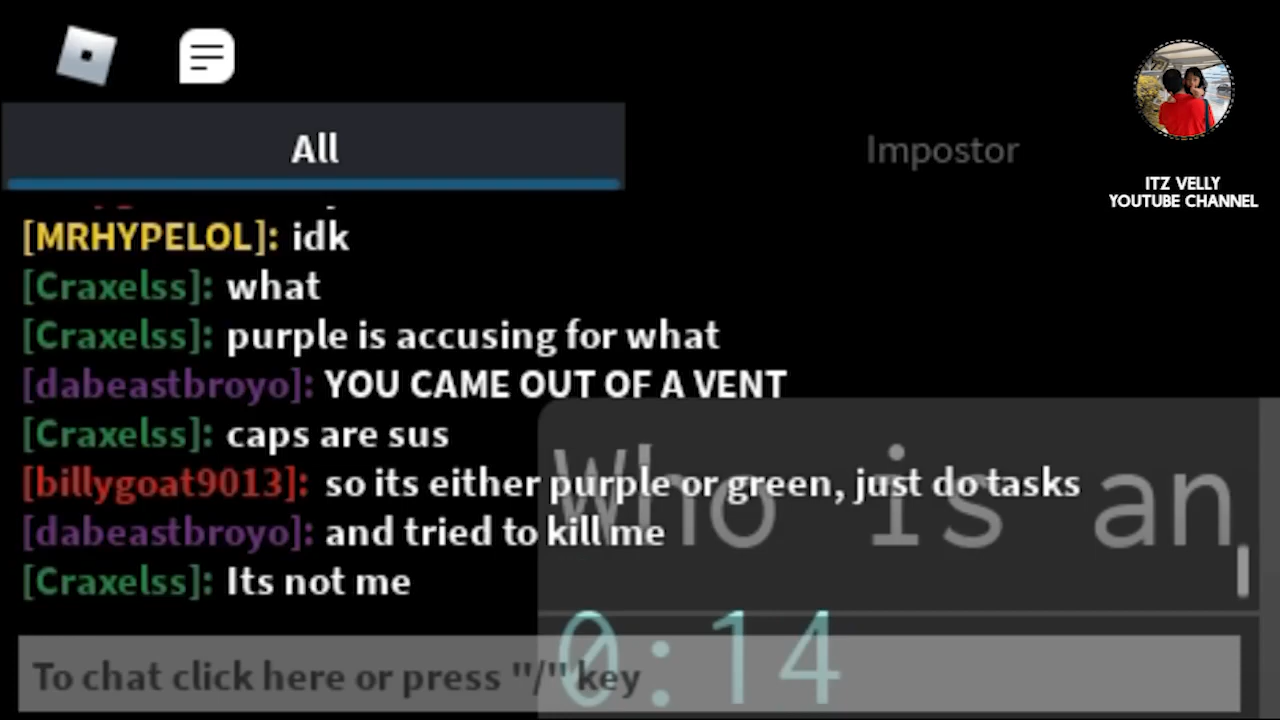 All
Impostor
ITZ VELLY
YOUTUBE CHANNEL
[MRHYPELOL]: idk
[Craxelss]: what
[Craxelss]: purple is accusing for what
[dabeastbroyo]: YOU CAME OUT OF A VENT
[Craxelss]: caps are sus
[billygoat9013]: so its either purple or green, just do tasks
[dabeastbroyo]: and tried to kill me
[Craxelss]: Its not me
Who is an
0:14
To chat click here or press "/" key